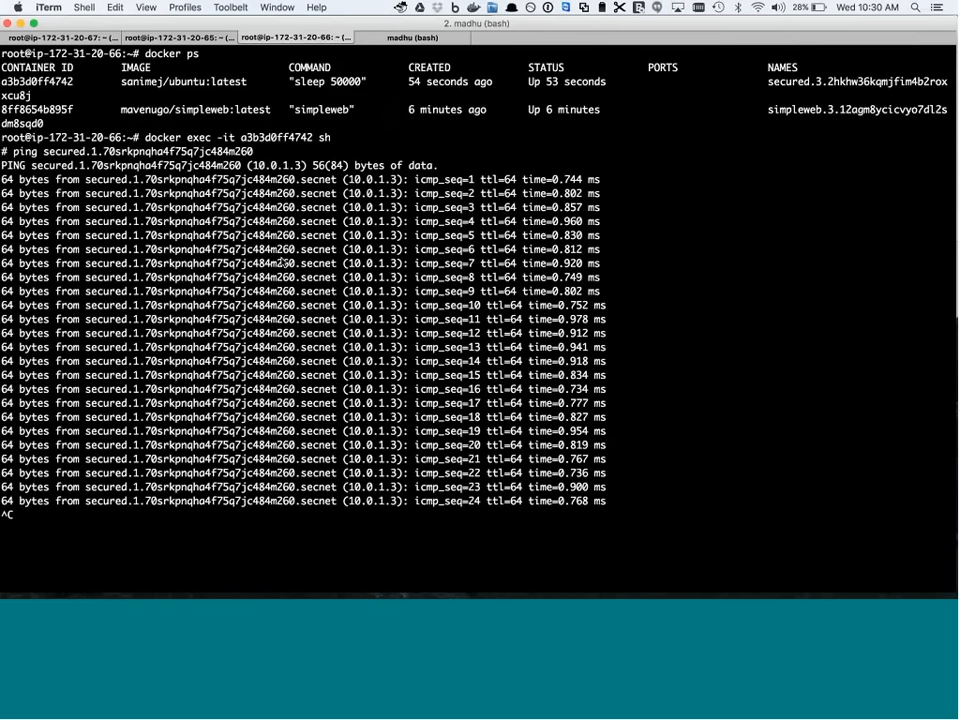 iTerm Shell Edit View Profiles Toolbelt Window Help 28% Wed 10:30 AM
2. madhu (bash)
root@ip-172-31-20-67: ~ (... root@ip-172-31-20-65: ~ (... root@ip-172-31-20-66: ~ (... madhu (bash)
root@ip-172-31-20-66:~# docker ps
CONTAINER ID IMAGE COMMAND CREATED STATUS PORTS NAMES
a3b3d0ff4742 sanimej/ubuntu:latest "sleep 50000" 54 seconds ago Up 53 seconds secured.3.2hkhw36kqmjfim4b2rox
xcu8j
8ff8654b895f mavenugo/simpleweb:latest "simpleweb" 6 minutes ago Up 6 minutes simpleweb.3.12agm8ycicvyo7dl2s
dm8sqd0
root@ip-172-31-20-66:~# docker exec -it a3b3d0ff4742 sh
# ping secured.1.70srkpnqha4f75q7jc484m260
PING secured.1.70srkpnqha4f75q7jc484m260 (10.0.1.3) 56(84) bytes of data.
64 bytes from secured.1.70srkpnqha4f75q7jc484m260.secnet (10.0.1.3): icmp_seq=1 ttl=64 time=0.744 ms
64 bytes from secured.1.70srkpnqha4f75q7jc484m260.secnet (10.0.1.3): icmp_seq=2 ttl=64 time=0.802 ms
64 bytes from secured.1.70srkpnqha4f75q7jc484m260.secnet (10.0.1.3): icmp_seq=3 ttl=64 time=0.857 ms
64 bytes from secured.1.70srkpnqha4f75q7jc484m260.secnet (10.0.1.3): icmp_seq=4 ttl=64 time=0.960 ms
64 bytes from secured.1.70srkpnqha4f75q7jc484m260.secnet (10.0.1.3): icmp_seq=5 ttl=64 time=0.830 ms
64 bytes from secured.1.70srkpnqha4f75q7jc484m260.secnet (10.0.1.3): icmp_seq=6 ttl=64 time=0.812 ms
64 bytes from secured.1.70srkpnqha4f75q7jc484m260.secnet (10.0.1.3): icmp_seq=7 ttl=64 time=0.920 ms
64 bytes from secured.1.70srkpnqha4f75q7jc484m260.secnet (10.0.1.3): icmp_seq=8 ttl=64 time=0.749 ms
64 bytes from secured.1.70srkpnqha4f75q7jc484m260.secnet (10.0.1.3): icmp_seq=9 ttl=64 time=0.802 ms
64 bytes from secured.1.70srkpnqha4f75q7jc484m260.secnet (10.0.1.3): icmp_seq=10 ttl=64 time=0.752 ms
64 bytes from secured.1.70srkpnqha4f75q7jc484m260.secnet (10.0.1.3): icmp_seq=11 ttl=64 time=0.978 ms
64 bytes from secured.1.70srkpnqha4f75q7jc484m260.secnet (10.0.1.3): icmp_seq=12 ttl=64 time=0.912 ms
64 bytes from secured.1.70srkpnqha4f75q7jc484m260.secnet (10.0.1.3): icmp_seq=13 ttl=64 time=0.941 ms
64 bytes from secured.1.70srkpnqha4f75q7jc484m260.secnet (10.0.1.3): icmp_seq=14 ttl=64 time=0.918 ms
64 bytes from secured.1.70srkpnqha4f75q7jc484m260.secnet (10.0.1.3): icmp_seq=15 ttl=64 time=0.834 ms
64 bytes from secured.1.70srkpnqha4f75q7jc484m260.secnet (10.0.1.3): icmp_seq=16 ttl=64 time=0.734 ms
64 bytes from secured.1.70srkpnqha4f75q7jc484m260.secnet (10.0.1.3): icmp_seq=17 ttl=64 time=0.777 ms
64 bytes from secured.1.70srkpnqha4f75q7jc484m260.secnet (10.0.1.3): icmp_seq=18 ttl=64 time=0.827 ms
64 bytes from secured.1.70srkpnqha4f75q7jc484m260.secnet (10.0.1.3): icmp_seq=19 ttl=64 time=0.954 ms
64 bytes from secured.1.70srkpnqha4f75q7jc484m260.secnet (10.0.1.3): icmp_seq=20 ttl=64 time=0.819 ms
64 bytes from secured.1.70srkpnqha4f75q7jc484m260.secnet (10.0.1.3): icmp_seq=21 ttl=64 time=0.767 ms
64 bytes from secured.1.70srkpnqha4f75q7jc484m260.secnet (10.0.1.3): icmp_seq=22 ttl=64 time=0.736 ms
64 bytes from secured.1.70srkpnqha4f75q7jc484m260.secnet (10.0.1.3): icmp_seq=23 ttl=64 time=0.900 ms
64 bytes from secured.1.70srkpnqha4f75q7jc484m260.secnet (10.0.1.3): icmp_seq=24 ttl=64 time=0.768 ms
^C